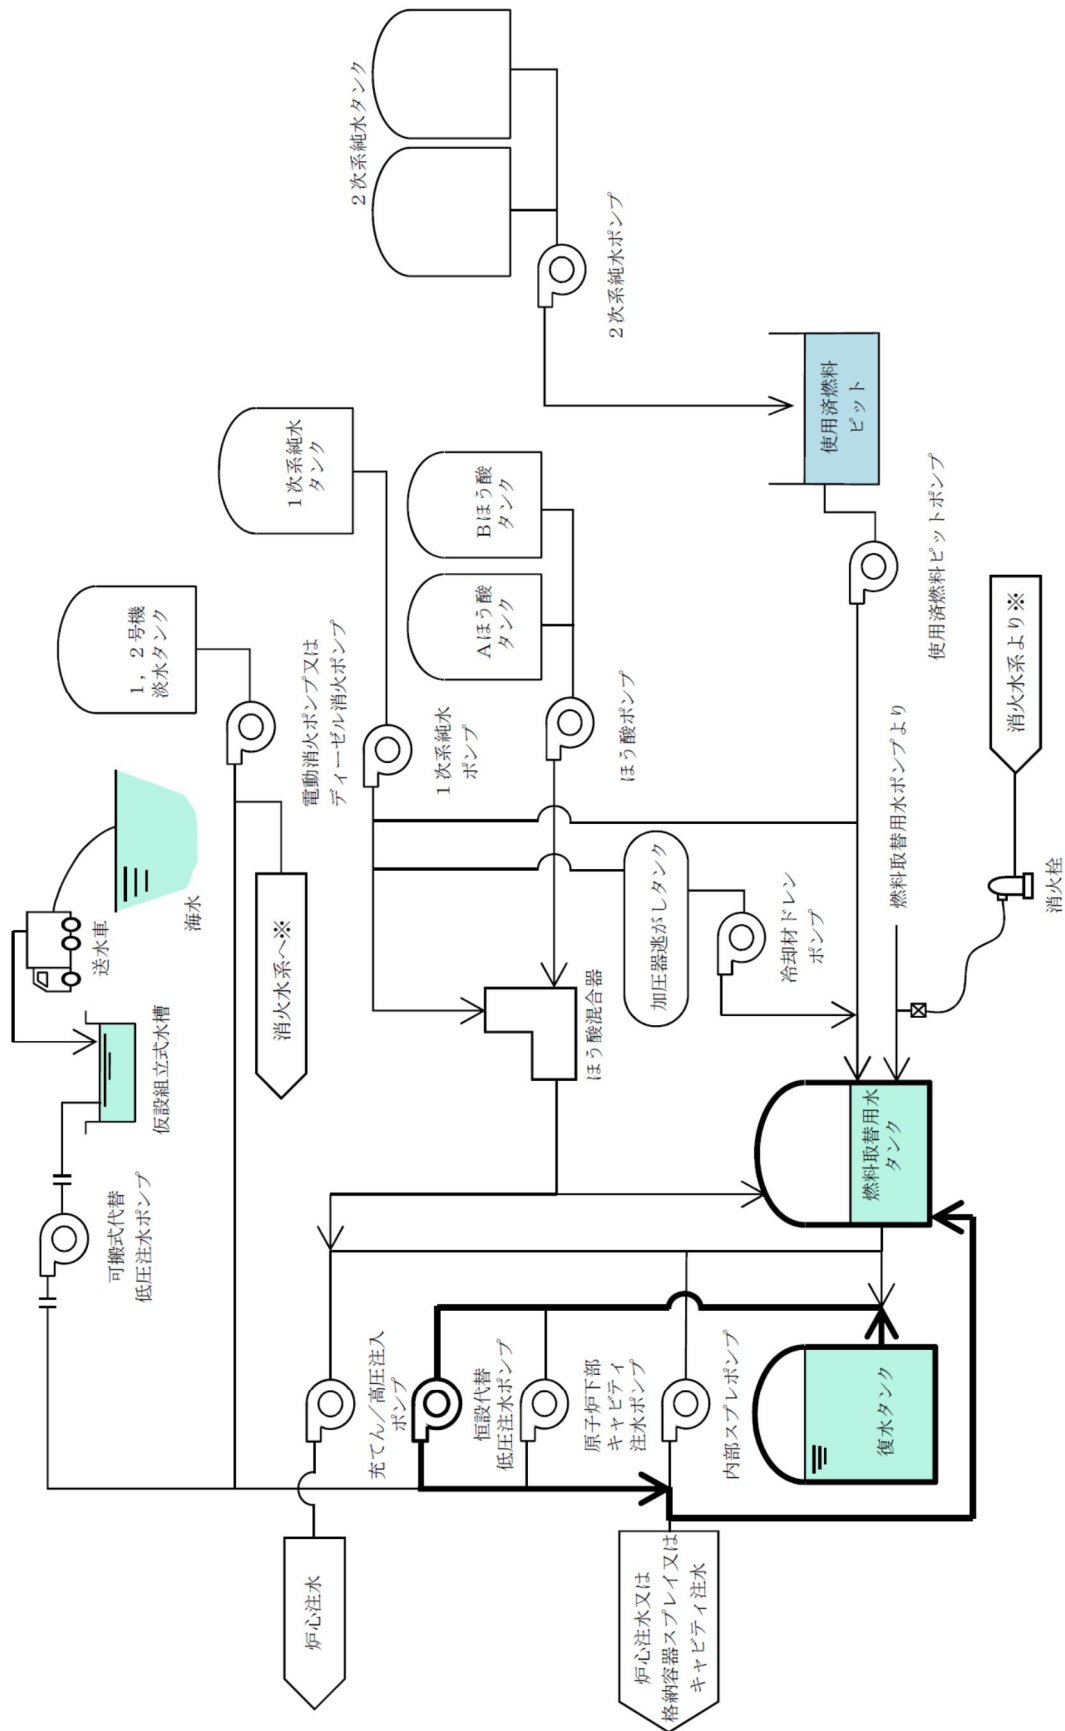 2次系純水タンク
2次系純水ポンプ
1次系純水
タンク
1次系純水
ポンプ
1,2号機
淡水タンク
電動消火ポンプ又は
ディーゼル消火ポンプ
Aほう酸
タンク
Bほう酸
タンク
ほう酸ポンプ
使用済燃料
ピット
使用済燃料ピットポンプ
海水
送水車
仮設組立式水槽
可搬式代替
低圧注水ポンプ
消火水系へ※
ほう酸混合器
加圧器逃がしタンク
冷却材ドレン
ポンプ
燃料取替用水ポンプより
消火水系より※
消火栓
燃料取替用水
タンク
充てん/高圧注入
ポンプ
恒設代替
低圧注水ポンプ
原子炉下部
キャビティ
注水ポンプ
内部スプレポンプ
復水タンク
炉心注水
炉心注水又は
格納容器スプレイ又は
キャビティ注水